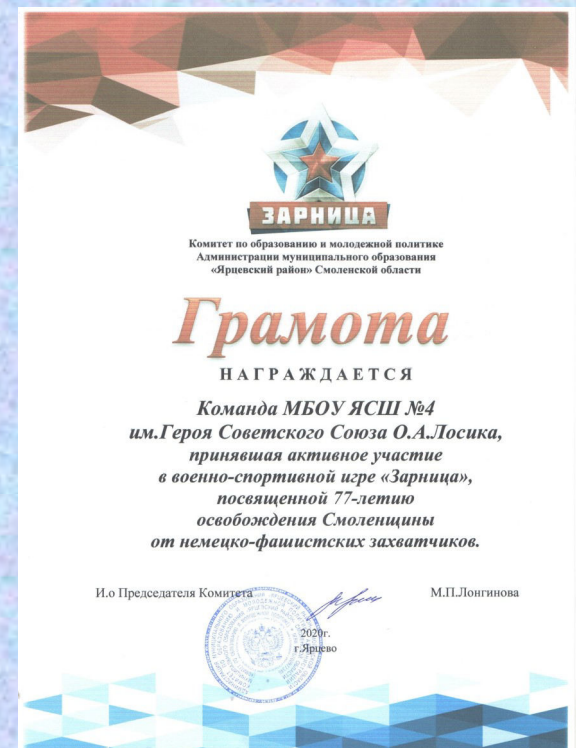 ЗАРНИЦА
Комитет по образованию и молодежной политике
Администрации муниципального образования
«Ярцевский район» Смоленской области
Грамота
НАГРАЖДАЕТСЯ
Команда МБОУ ЯСШ №4
им.Героя Советского Союза О.А.Лосика,
принявшая активное участие
в военно-спортивной игре «Зарница»,
посвященной 77-летию
освобождения Смоленщины
от немецко-фашистских захватчиков.
И.о Председателя Комитета М.П.Лонгинова
2020г.
г.Ярцево